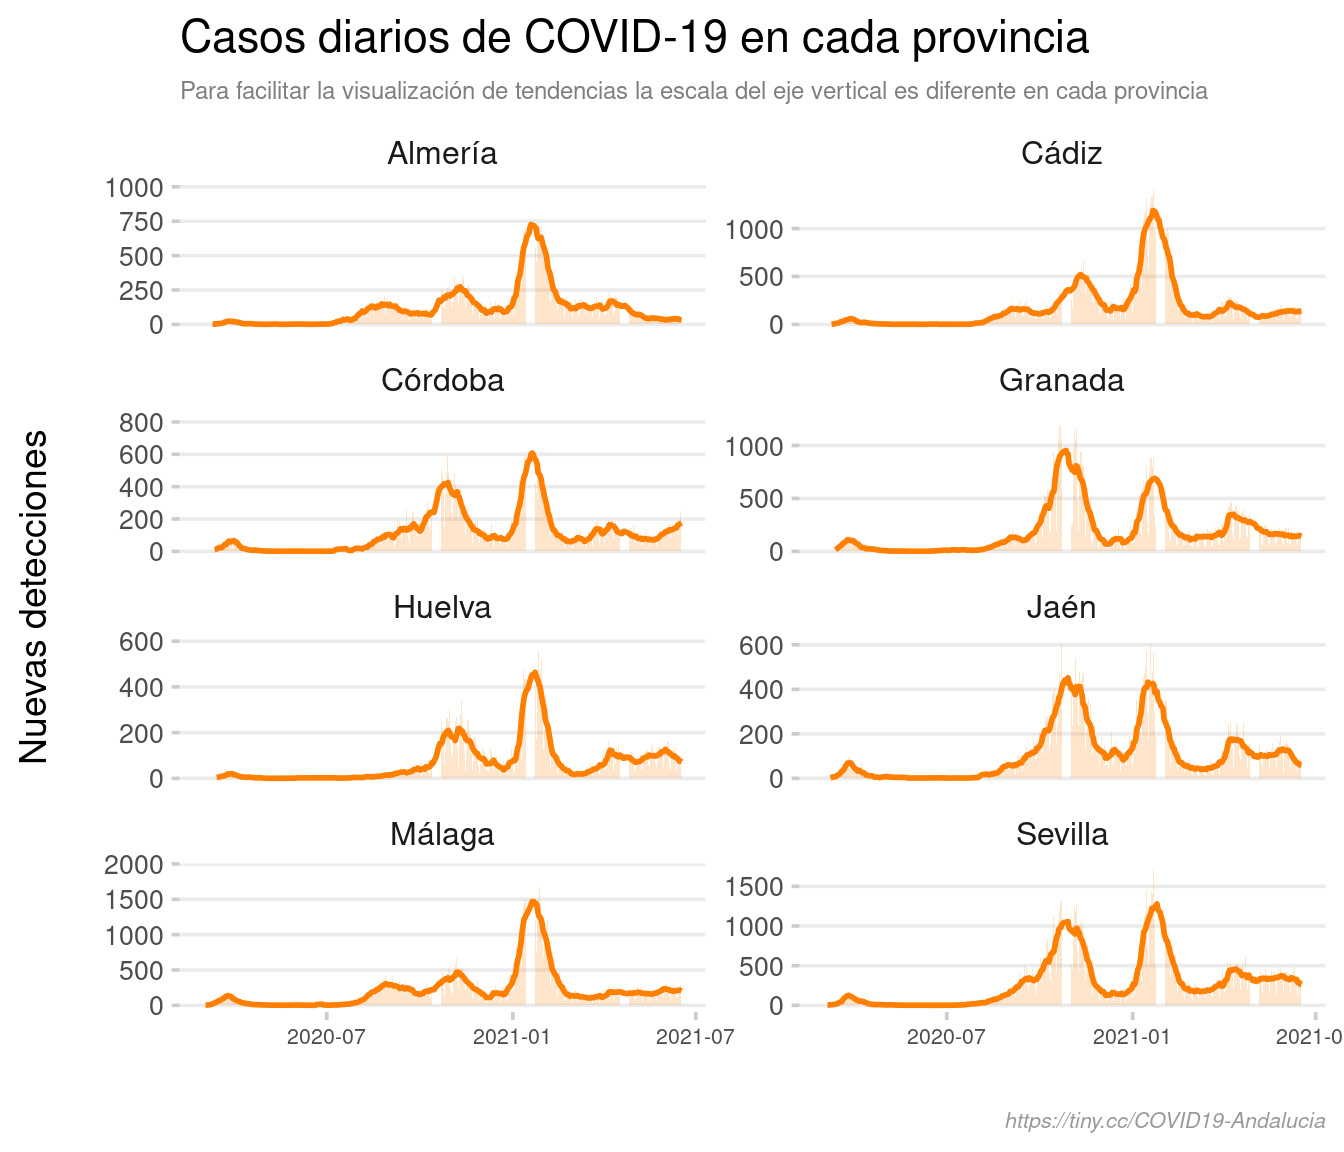 Casos diarios de COVID-19 en cada provincia
Para facilitar la visualización de tendencias la escala del eje vertical es diferente en cada provincia
Nuevas detecciones
Almería
1000
750
500
250
0
Cádiz
1000
500
0
Córdoba
800
600
400
200
0
Granada
1000
500
0
Huelva
600
400
200
0
Jaén
600
400
200
0
Málaga
2000
1500
1000
500
0
2020-07 2021-01 2021-07
Sevilla
1500
1000
500
0
2020-07 2021-01 2021-0
https://tiny.cc/COVID19-Andalucia